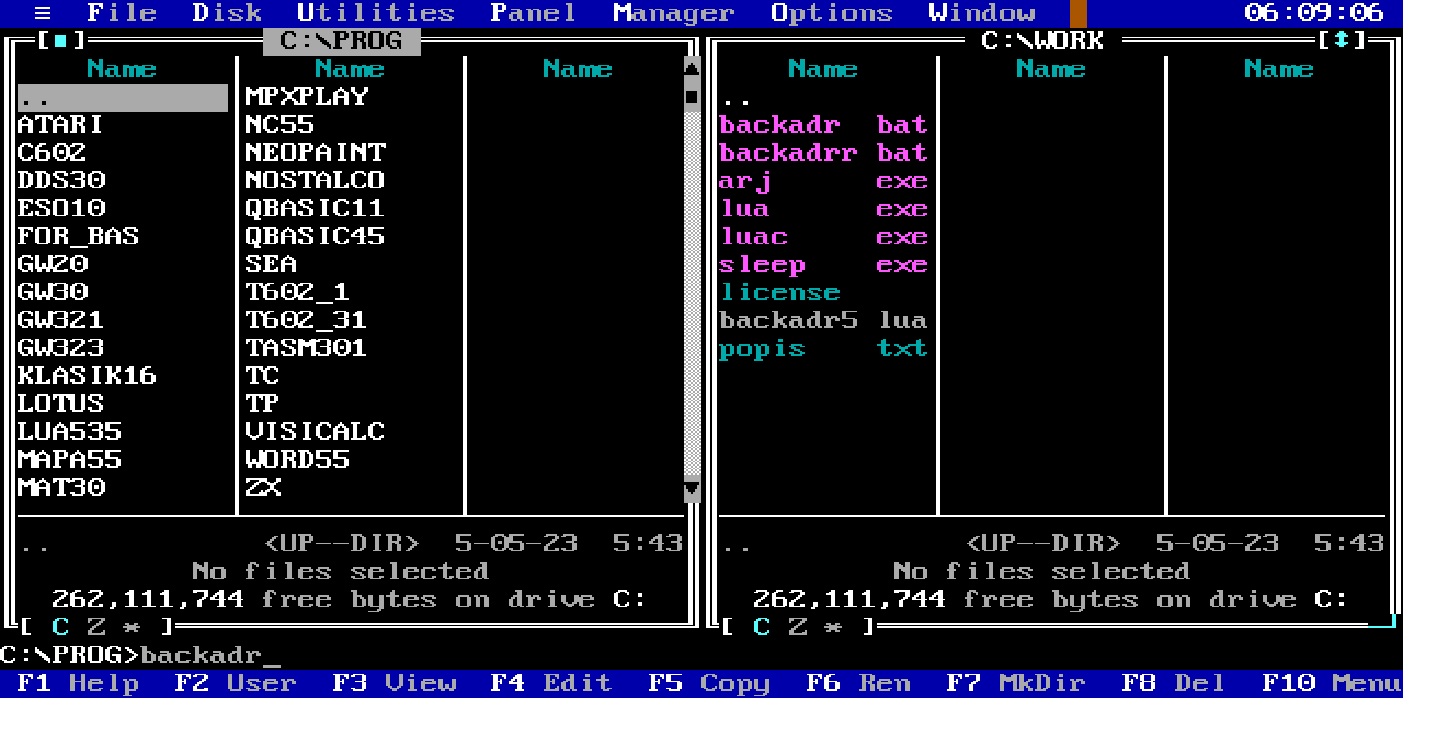 ≡ File Disk Utilities Panel Manager Options Window 06:09:06
[■] C:\PROG C:\WORK [↕]
Name Name Name Name Name Name
.. MPXPLAY ..
ATARI NC55 backadr bat
C602 NEOPAINT backadrr bat
DDS30 NOSTALCO arj exe
ESO10 QBASIC11 lua exe
FOR_BAS QBASIC45 luac exe
GW20 SEA sleep exe
GW30 T602_1 license
GW321 T602_31 backadr5 lua
GW323 TASM301 popis txt
KLASIK16 TC
LOTUS TP
LUA535 VISICALC
MAPA55 WORD55
MAT30 ZX
.. <UP--DIR> 5-05-23 5:43 .. <UP--DIR> 5-05-23 5:43
No files selected No files selected
262,111,744 free bytes on drive C: 262,111,744 free bytes on drive C:
[ C Z * ] [ C Z * ]
C:\PROG>backadr_
F1 Help F2 User F3 View F4 Edit F5 Copy F6 Ren F7 MkDir F8 Del F10 Menu